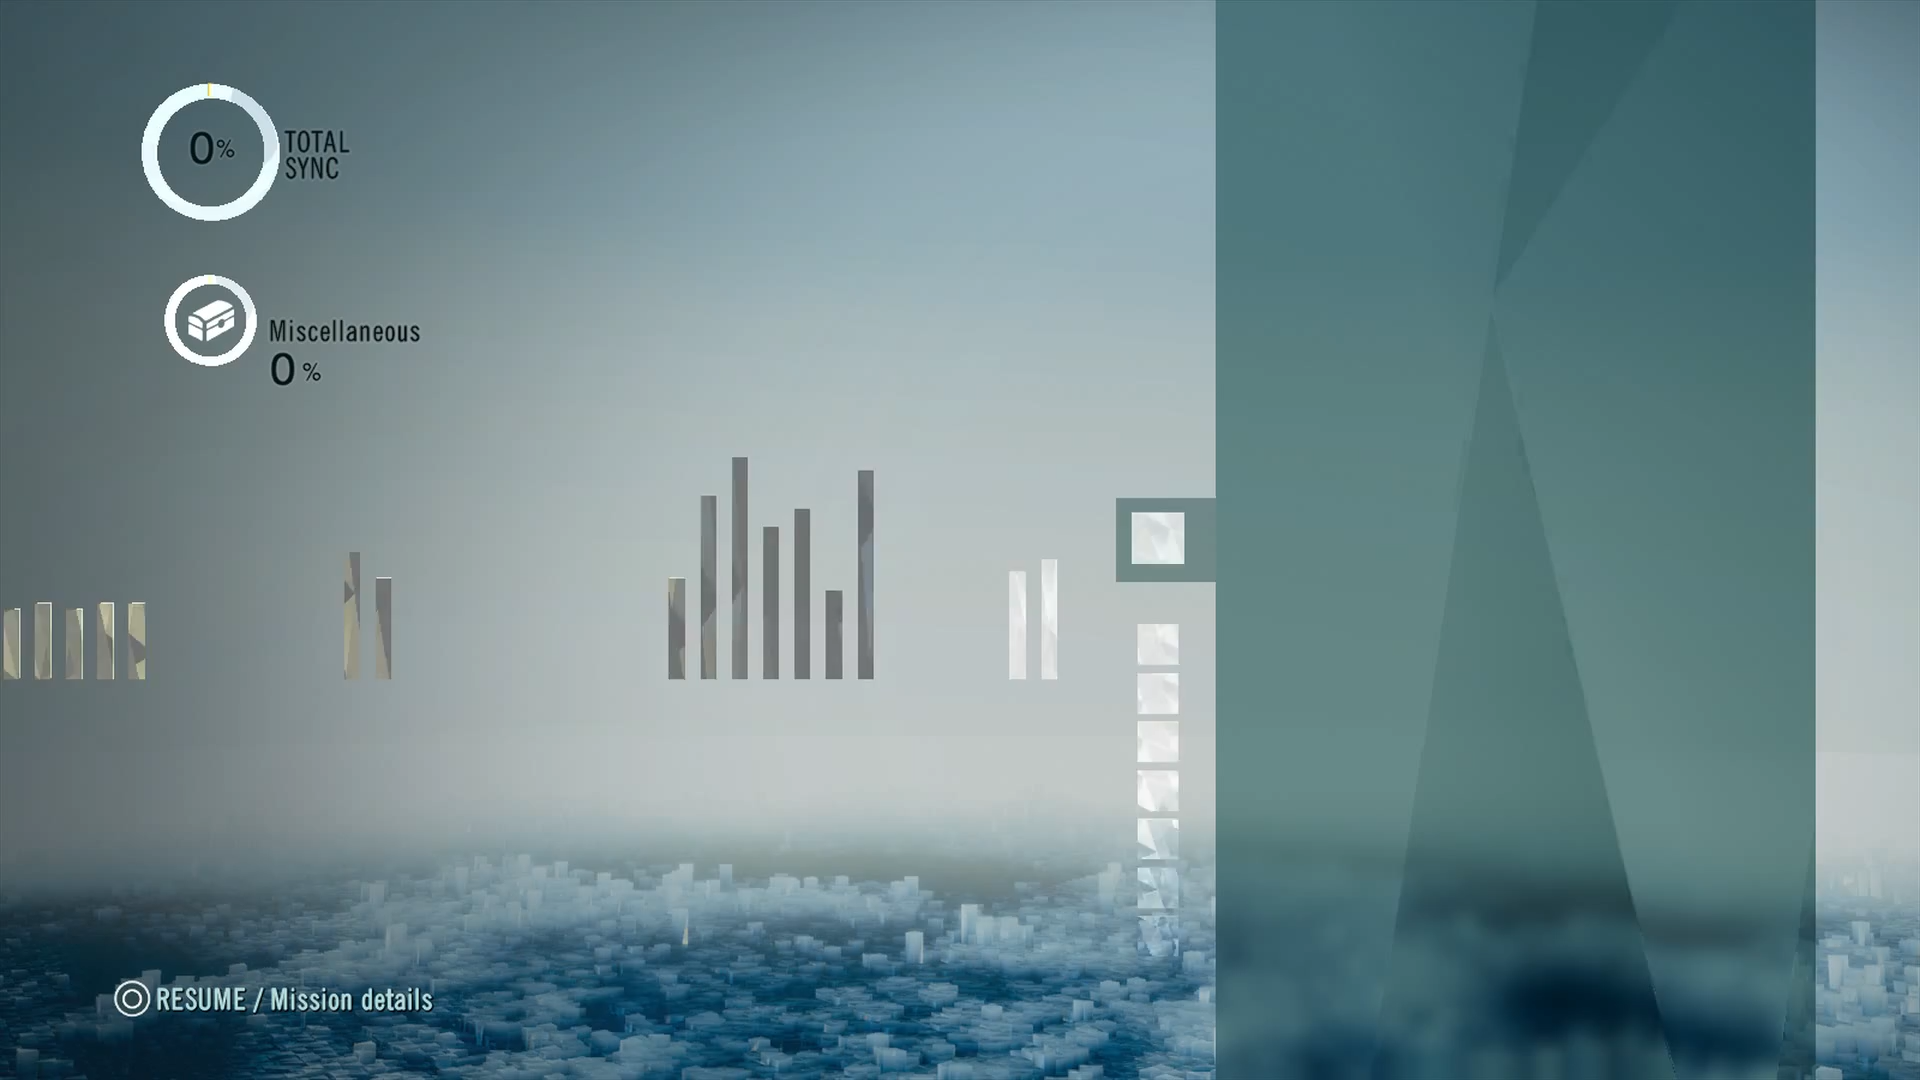 0%
TOTAL
SYNC
Miscellaneous
0 %
RESUME / Mission details